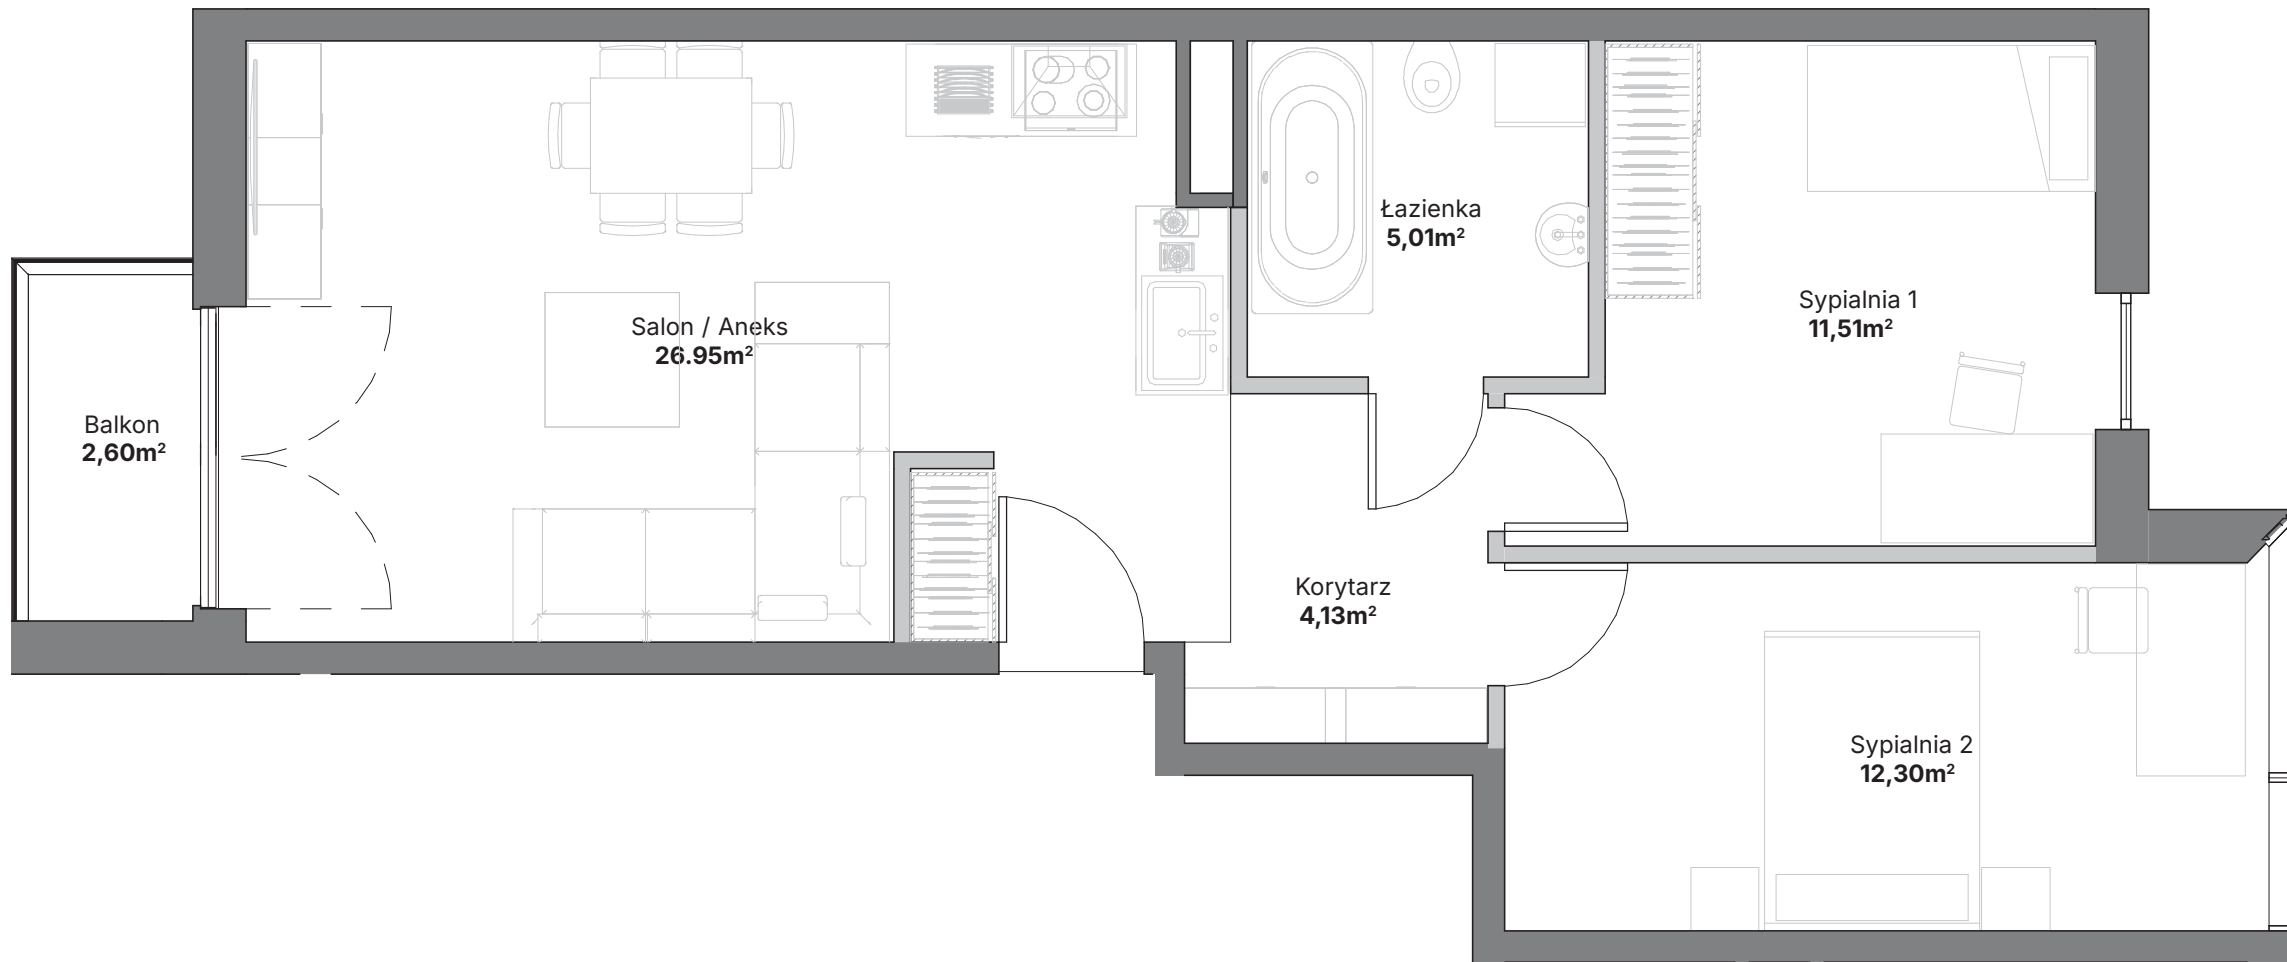 Łazienka
5,01m²
Sypialnia 1
11,51m²
Salon / Aneks
26.95m²
Balkon
2,60m²
Korytarz
4,13m²
Sypialnia 2
12,30m²